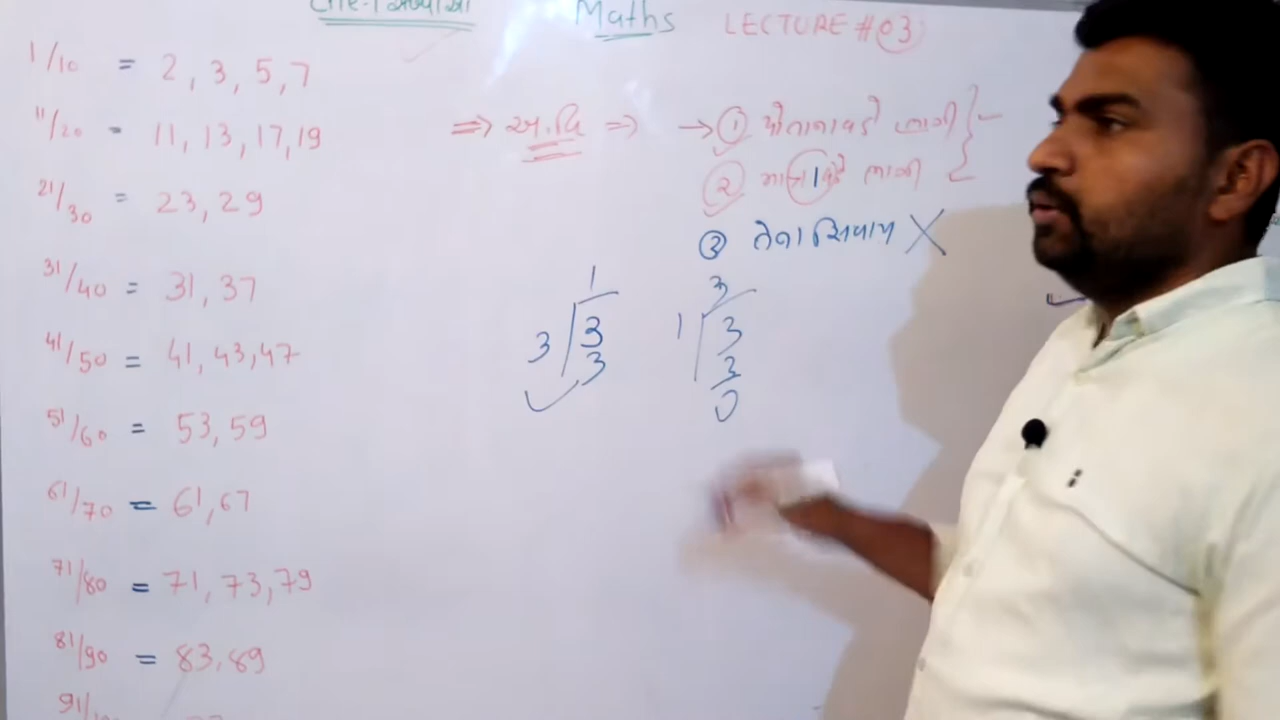 Maths LECTURE #03
1/10 = 2, 3, 5, 7
11/20 = 11, 13, 17, 19
21/30 = 23, 29
31/40 = 31, 37
41/50 = 41, 43, 47
51/60 = 53, 59
61/70 = 61, 67
71/80 = 71, 73, 79
81/90 = 83, 89
91/
⇒ અ.વિ ⇒ → ① પોતાના વડે ભાગી
② માત્ર 1 વડે ભાગી
③ તેના સિવાય X
1
3 3
3
3
1 3
3
0